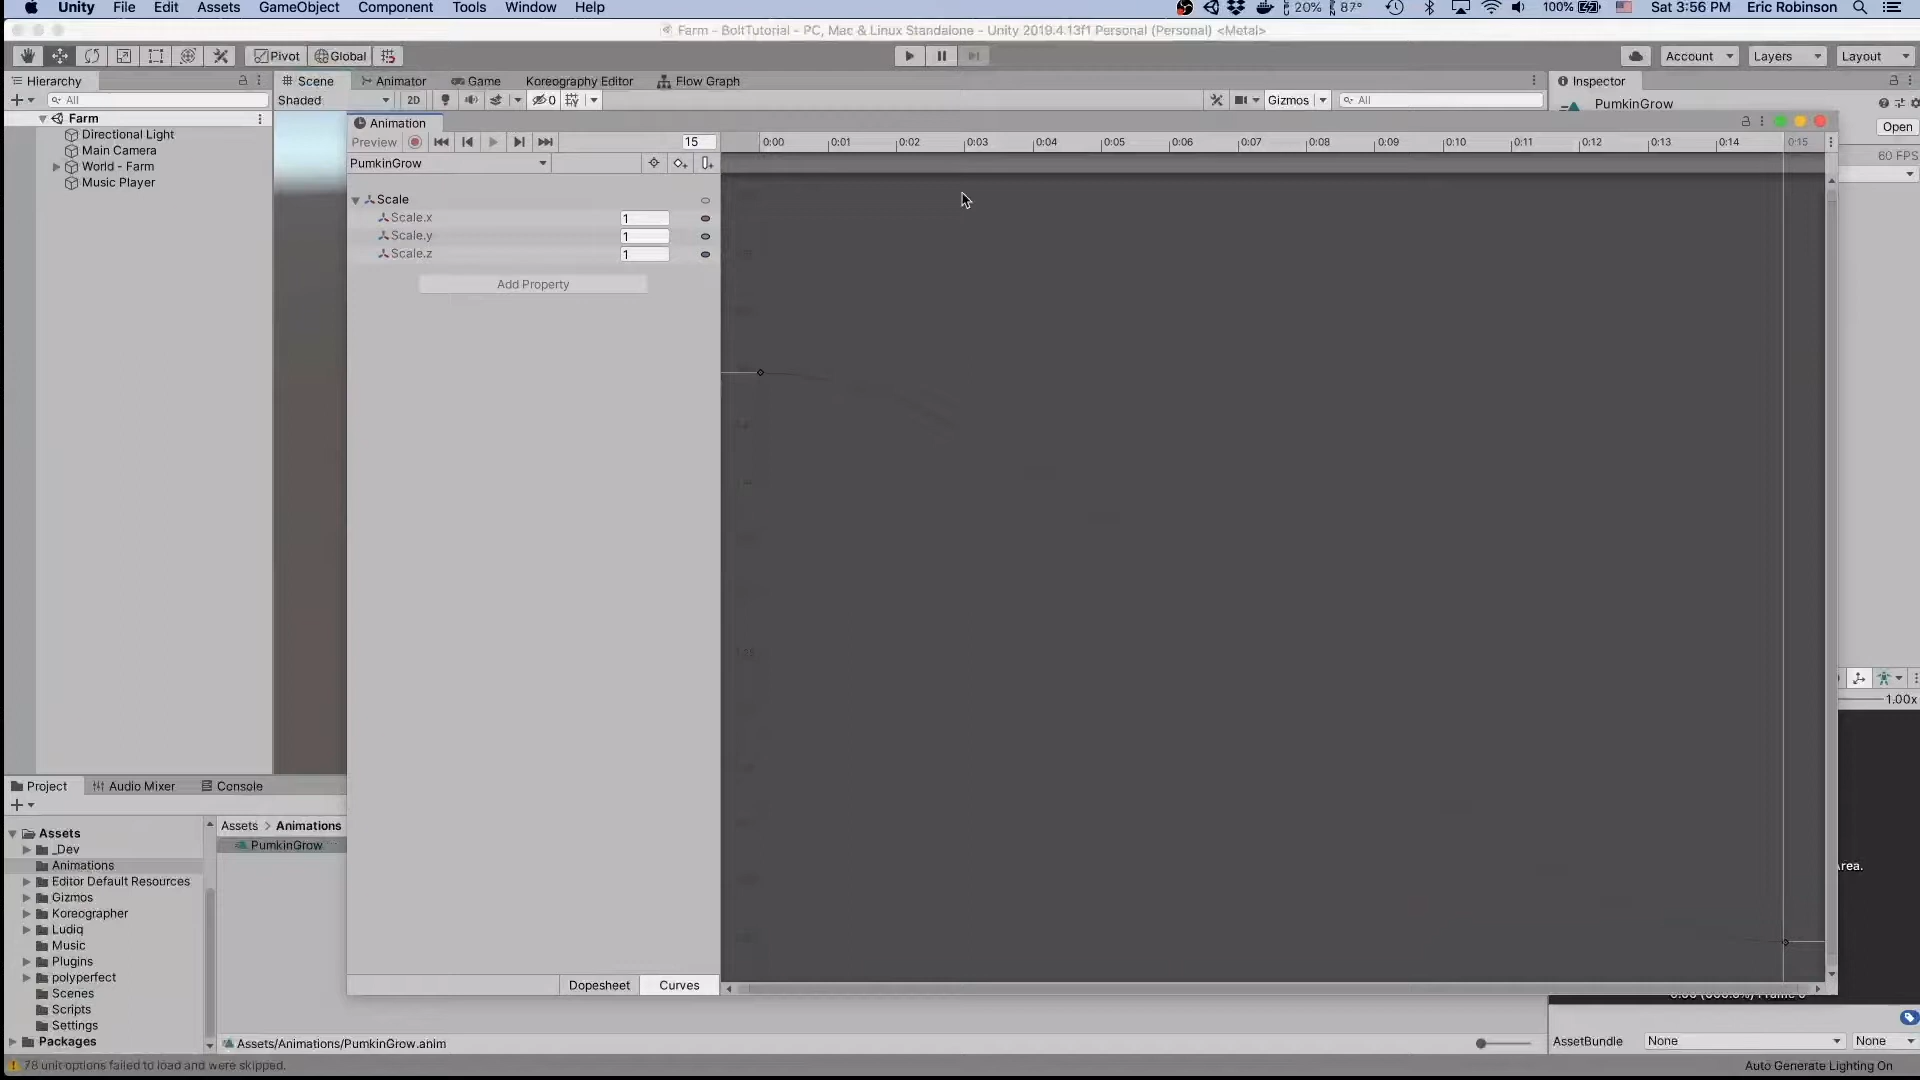 Unity File Edit Assets GameObject Component Tools Window Help 20% 87° 100% Sat 3:56 PM Eric Robinson
Farm - BoltTutorial - PC, Mac & Linux Standalone - Unity 2019.4.13f1 Personal (Personal) <Metal>
Pivot Global Account Layers Layout
Hierarchy Scene Animator Game Koreography Editor Flow Graph Inspector
All Shaded 2D 0 Gizmos All PumkinGrow
Farm
Open
Directional Light
Main Camera
World - Farm
Music Player
Animation
Preview 15 0:00 0:01 0:02 0:03 0:04 0:05 0:06 0:07 0:08 0:09 0:10 0:11 0:12 0:13 0:14 0:15
60 FPS
PumkinGrow
Scale
Scale.x 1
Scale.y 1
Scale.z 1
Add Property
1.00x
Project Audio Mixer Console
Assets > Animations
PumkinGrow
Assets
_Dev
Animations
Editor Default Resources
Gizmos
Koreographer
Ludiq
Music
Plugins
polyperfect
Scenes
Scripts
Settings
Packages
Area.
Dopesheet Curves
Assets/Animations/PumkinGrow.anim
AssetBundle None None
78 unit options failed to load and were skipped.
Auto Generate Lighting On